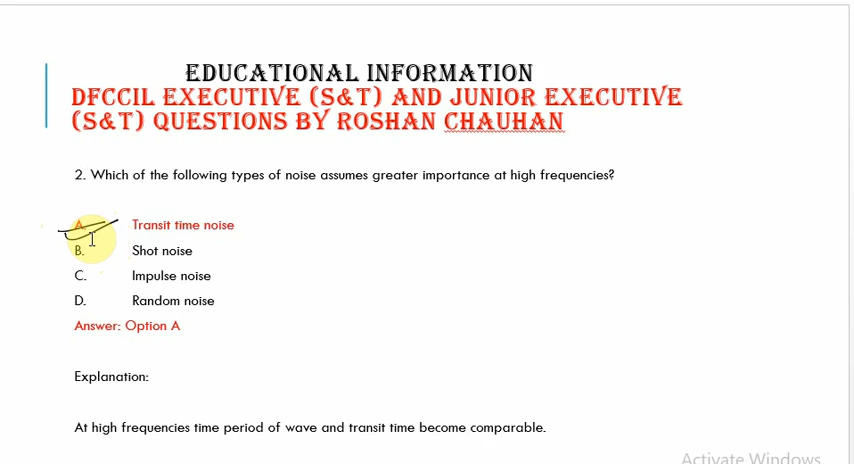 EDUCATIONAL INFORMATION
DFCCIL EXECUTIVE (S&T) AND JUNIOR EXECUTIVE
(S&T) QUESTIONS BY ROSHAN CHAUHAN
2. Which of the following types of noise assumes greater importance at high frequencies?
A. Transit time noise
B. Shot noise
C. Impulse noise
D. Random noise
Answer: Option A
Explanation:
At high frequencies time period of wave and transit time become comparable.
Activate Windows